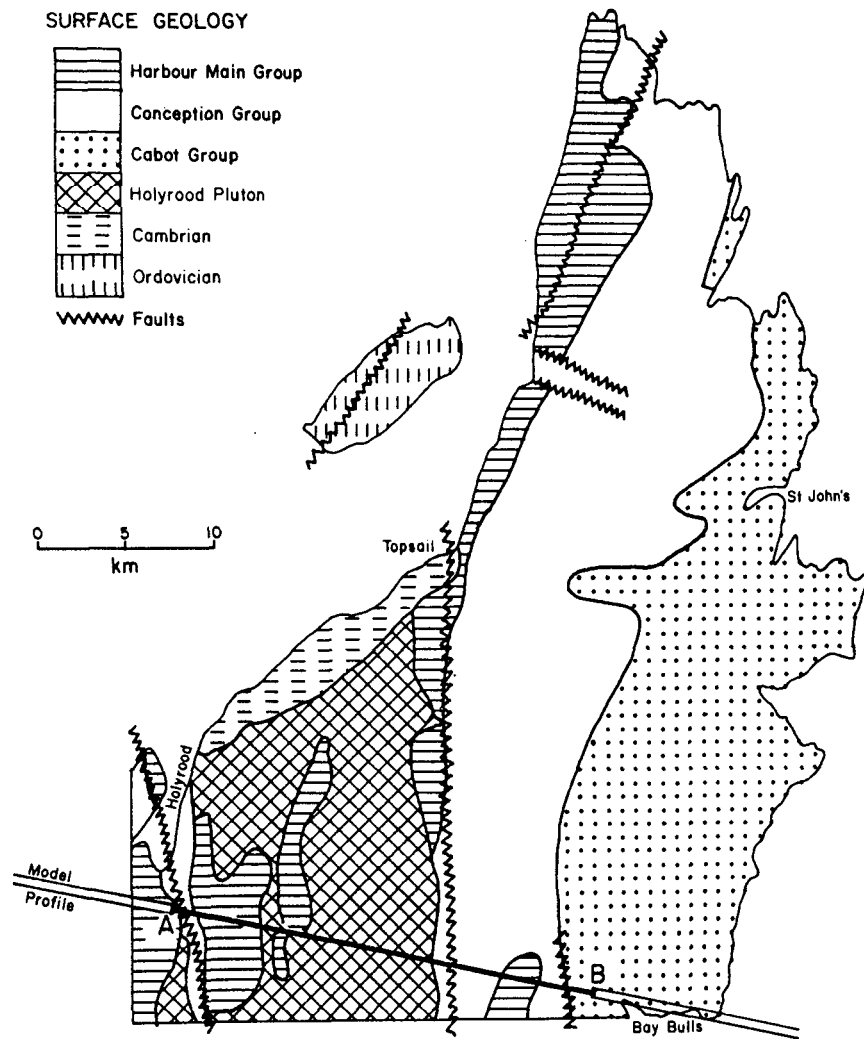 SURFACE GEOLOGY
Harbour Main Group
Conception Group
Cabot Group
Holyrood Pluton
Cambrian
Ordovician
Faults
St John's
0 5 10
km
Topsail
Holyrood
Model
Profile
A
B
Bay Bulls